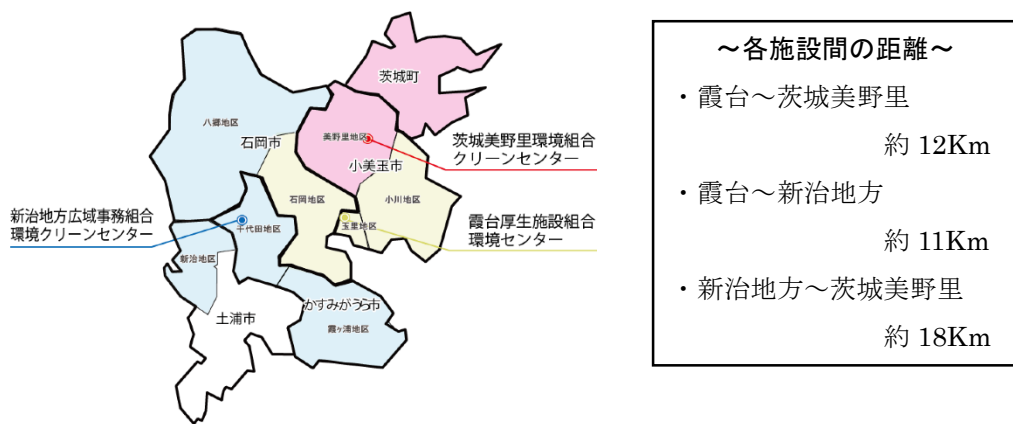 茨城町
八郷地区
石岡市
美野里地区
茨城美野里環境組合
クリーンセンター
小美玉市
石岡地区
小川地区
新治地方広域事務組合
環境クリーンセンター
千代田地区
玉里地区
霞台厚生施設組合
環境センター
新治地区
土浦市
かすみがうら市
霞ヶ浦地区
～各施設間の距離～
・霞台～茨城美野里
約 12Km
・霞台～新治地方
約 11Km
・新治地方～茨城美野里
約 18Km